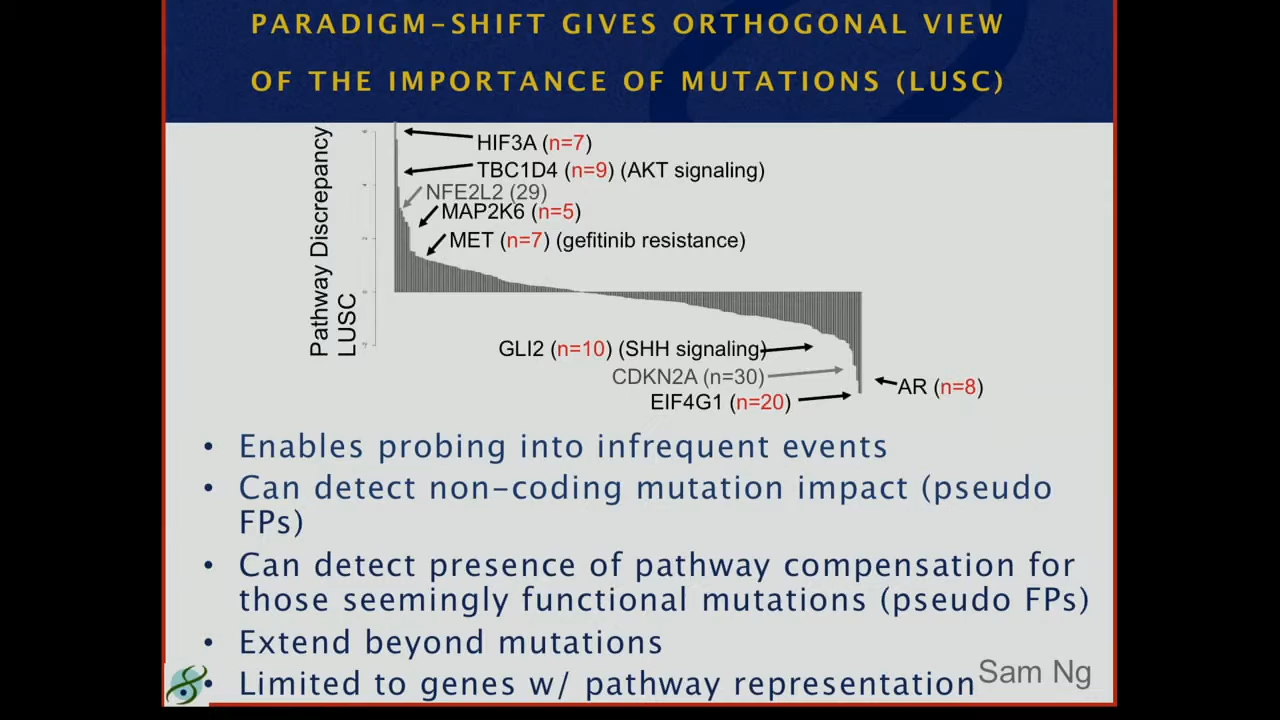 PARADIGM-SHIFT GIVES ORTHOGONAL VIEW
OF THE IMPORTANCE OF MUTATIONS (LUSC)
Pathway Discrepancy
LUSC
HIF3A (n=7)
TBC1D4 (n=9) (AKT signaling)
NFE2L2 (29)
MAP2K6 (n=5)
MET (n=7) (gefitinib resistance)
GLI2 (n=10) (SHH signaling)
CDKN2A (n=30)
AR (n=8)
EIF4G1 (n=20)
• Enables probing into infrequent events
• Can detect non-coding mutation impact (pseudo
FPs)
• Can detect presence of pathway compensation for
those seemingly functional mutations (pseudo FPs)
• Extend beyond mutations
• Limited to genes w/ pathway representation
Sam Ng